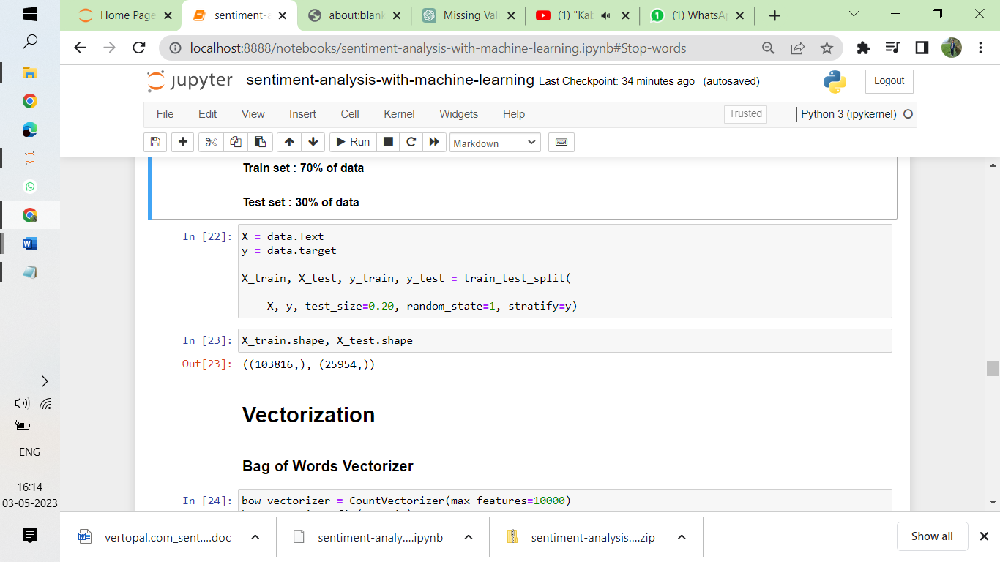 Home Page
sentiment-a
about:blank
Missing Val
(1) "Kab
(1) WhatsAp
localhost:8888/notebooks/sentiment-analysis-with-machine-learning.ipynb#Stop-words
jupyter sentiment-analysis-with-machine-learning Last Checkpoint: 34 minutes ago (autosaved)
Logout
File Edit View Insert Cell Kernel Widgets Help
Trusted
Python 3 (ipykernel)
Run
Markdown
Train set : 70% of data
Test set : 30% of data
In [22]: X = data.Text
y = data.target
X_train, X_test, y_train, y_test = train_test_split(
X, y, test_size=0.20, random_state=1, stratify=y)
In [23]: X_train.shape, X_test.shape
Out[23]: ((103816,), (25954,))
Vectorization
Bag of Words Vectorizer
In [24]: bow_vectorizer = CountVectorizer(max_features=10000)
ENG
16:14
03-05-2023
vertopal.com_sent....doc
sentiment-analy....ipynb
sentiment-analysis....zip
Show all